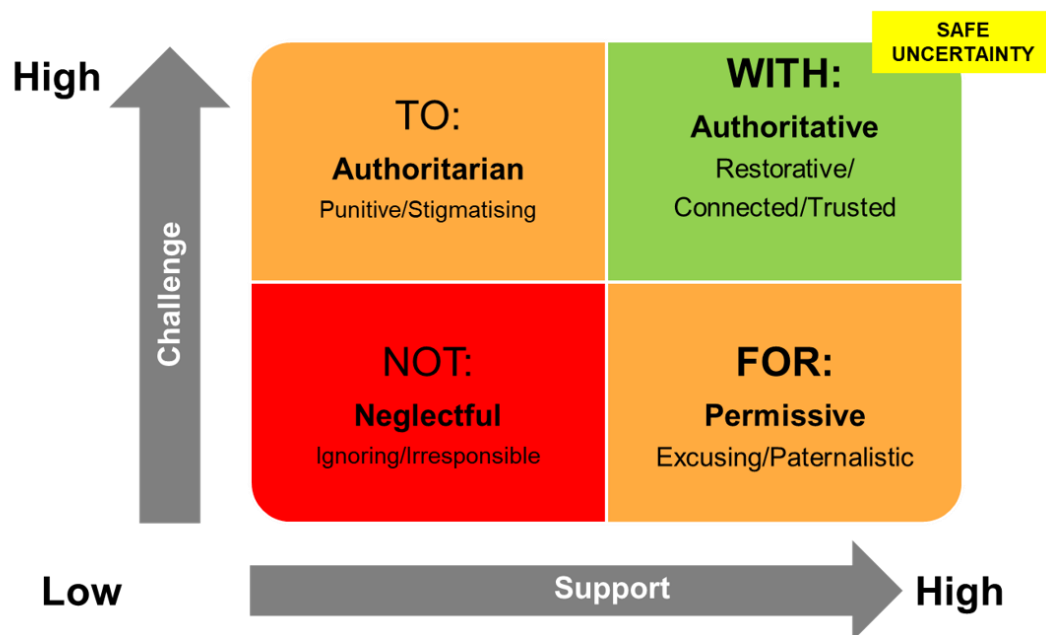 SAFE
UNCERTAINTY
High
TO:
Authoritarian
Punitive/Stigmatising
WITH:
Authoritative
Restorative/
Connected/Trusted
Challenge
NOT:
Neglectful
Ignoring/Irresponsible
FOR:
Permissive
Excusing/Paternalistic
Low
Support
High